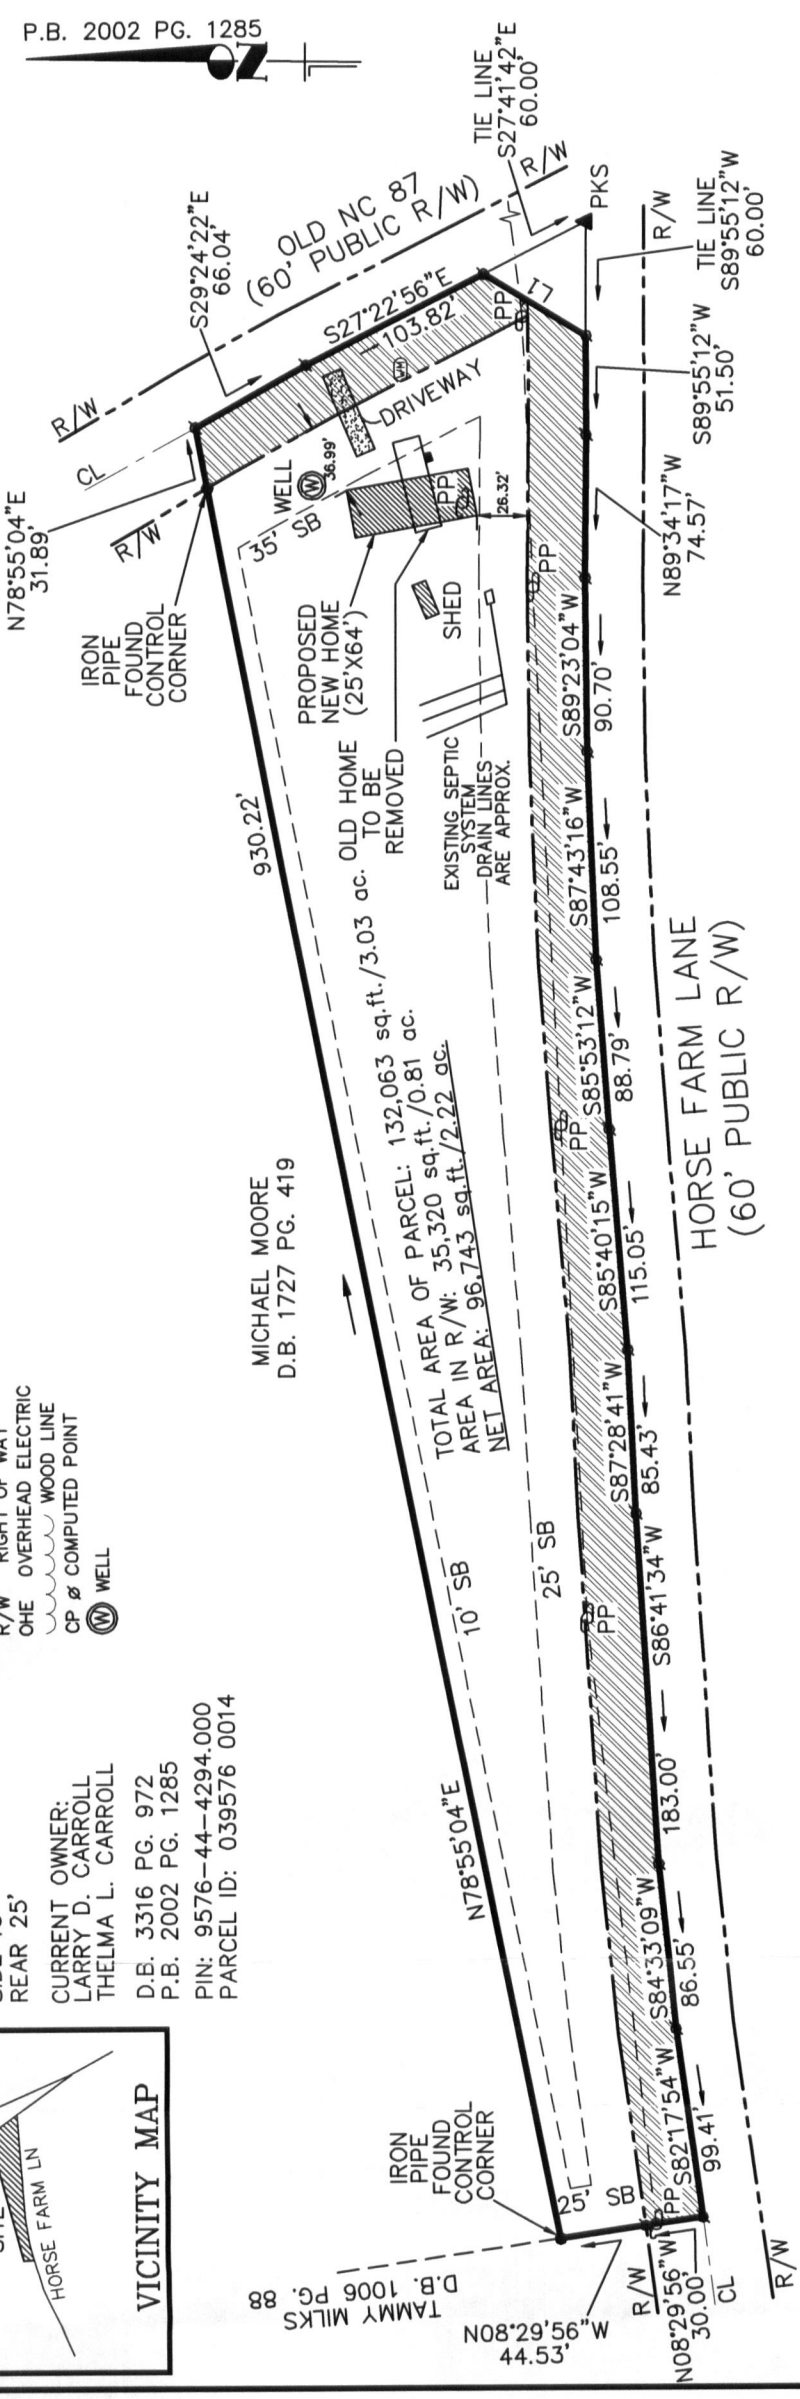 P.B. 2002 PG. 1285
N
TIE LINE
S27°41'42"E
60.00'
R/W
PKS
R/W
TIE LINE
S89°55'12"W
60.00'
OLD NC 87
(60' PUBLIC R/W)
S29°24'22"E
66.04'
S27°22'56"E
103.82'
L1
PP
S89°55'12"W
51.50'
R/W
CL
R/W
N78°55'04"E
31.89'
IRON
PIPE
FOUND
CONTROL
CORNER
WM
DRIVEWAY
WELL
W
36.99'
35' SB
PP
26.32'
PP
N89°34'17"W
74.57'
PROPOSED
NEW HOME
(25'X64')
SHED
OLD HOME
TO BE
REMOVED
EXISTING SEPTIC
SYSTEM
DRAIN LINES
ARE APPROX.
S89°23'04"W
90.70'
930.22'
S87°43'16"W
108.55'
MICHAEL MOORE
D.B. 1727 PG. 419
TOTAL AREA OF PARCEL: 132,063 sq.ft./3.03 ac.
AREA IN R/W: 35,320 sq.ft./0.81 ac.
NET AREA: 96,743 sq.ft./2.22 ac.
S85°53'12"W
88.79'
PP
S85°40'15"W
115.05'
HORSE FARM LANE
(60' PUBLIC R/W)
S87°28'41"W
85.43'
R/W RIGHT OF WAY
OHE OVERHEAD ELECTRIC
WOOD LINE
CP ø COMPUTED POINT
W WELL
10' SB
25' SB
PP
S86°41'34"W
183.00'
REAR 25'
CURRENT OWNER:
LARRY D. CARROLL
THELMA L. CARROLL
D.B. 3316 PG. 972
P.B. 2002 PG. 1285
PIN: 9576-44-4294.000
PARCEL ID: 039576 0014
N78°55'04"E
S84°33'09"W
86.55'
S82°17'54"W
99.41'
IRON
PIPE
FOUND
CONTROL
CORNER
25'
SB
PP
HORSE FARM LN
VICINITY MAP
TAMMY MILKS
D.B. 1006 PG. 88
N08°29'56"W
44.53'
R/W
N08°29'56"W
30.00'
CL
R/W